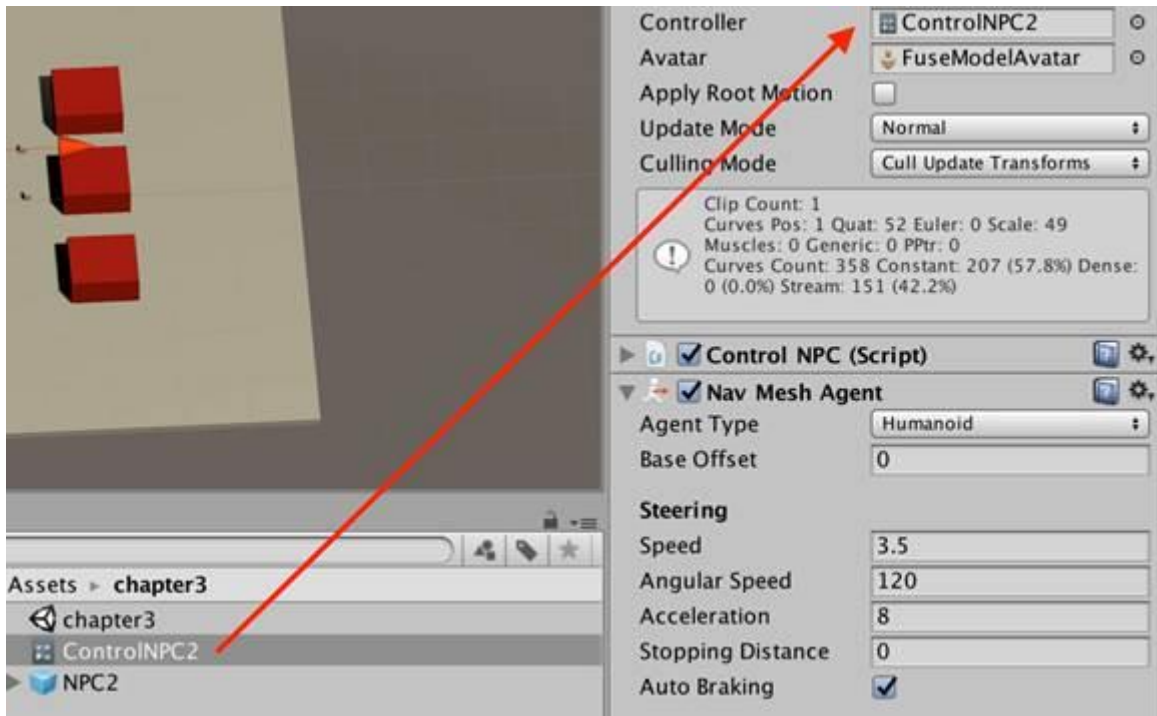 Controller ControlNPC2
Avatar FuseModelAvatar
Apply Root Motion
Update Mode Normal
Culling Mode Cull Update Transforms
Clip Count: 1
Curves Pos: 1 Quat: 52 Euler: 0 Scale: 49
Muscles: 0 Generic: 0 PPtr: 0
Curves Count: 358 Constant: 207 (57.8%) Dense:
0 (0.0%) Stream: 151 (42.2%)
Control NPC (Script)
Nav Mesh Agent
Agent Type Humanoid
Base Offset 0
Steering
Speed 3.5
Angular Speed 120
Acceleration 8
Stopping Distance 0
Auto Braking
Assets ▸ chapter3
chapter3
ControlNPC2
NPC2